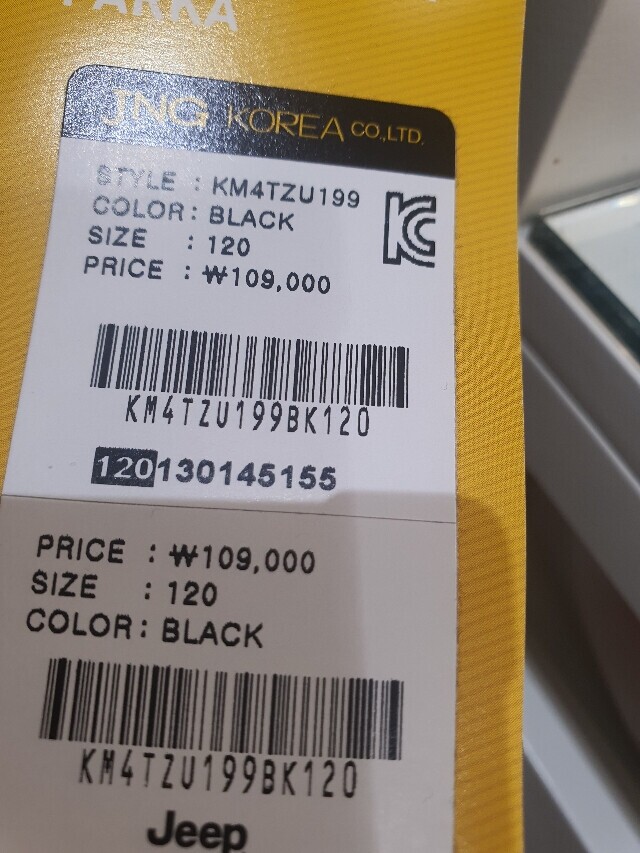 PARKA
JNG KOREA CO.,LTD.
STYLE : KM4TZU199
COLOR : BLACK
SIZE : 120
PRICE : ₩109,000
KC
KM4TZU199BK120
120130145155
PRICE : ₩109,000
SIZE : 120
COLOR : BLACK
KM4TZU199BK120
Jeep